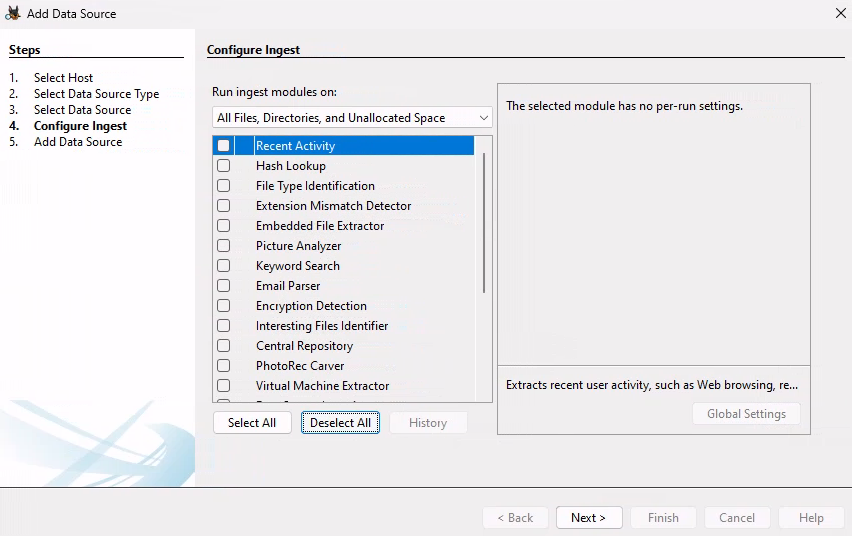 Add Data Source
Steps
1. Select Host
2. Select Data Source Type
3. Select Data Source
4. Configure Ingest
5. Add Data Source
Configure Ingest
Run ingest modules on:
All Files, Directories, and Unallocated Space
Recent Activity
Hash Lookup
File Type Identification
Extension Mismatch Detector
Embedded File Extractor
Picture Analyzer
Keyword Search
Email Parser
Encryption Detection
Interesting Files Identifier
Central Repository
PhotoRec Carver
Virtual Machine Extractor
Select All
Deselect All
History
The selected module has no per-run settings.
Extracts recent user activity, such as Web browsing, re...
Global Settings
< Back
Next >
Finish
Cancel
Help